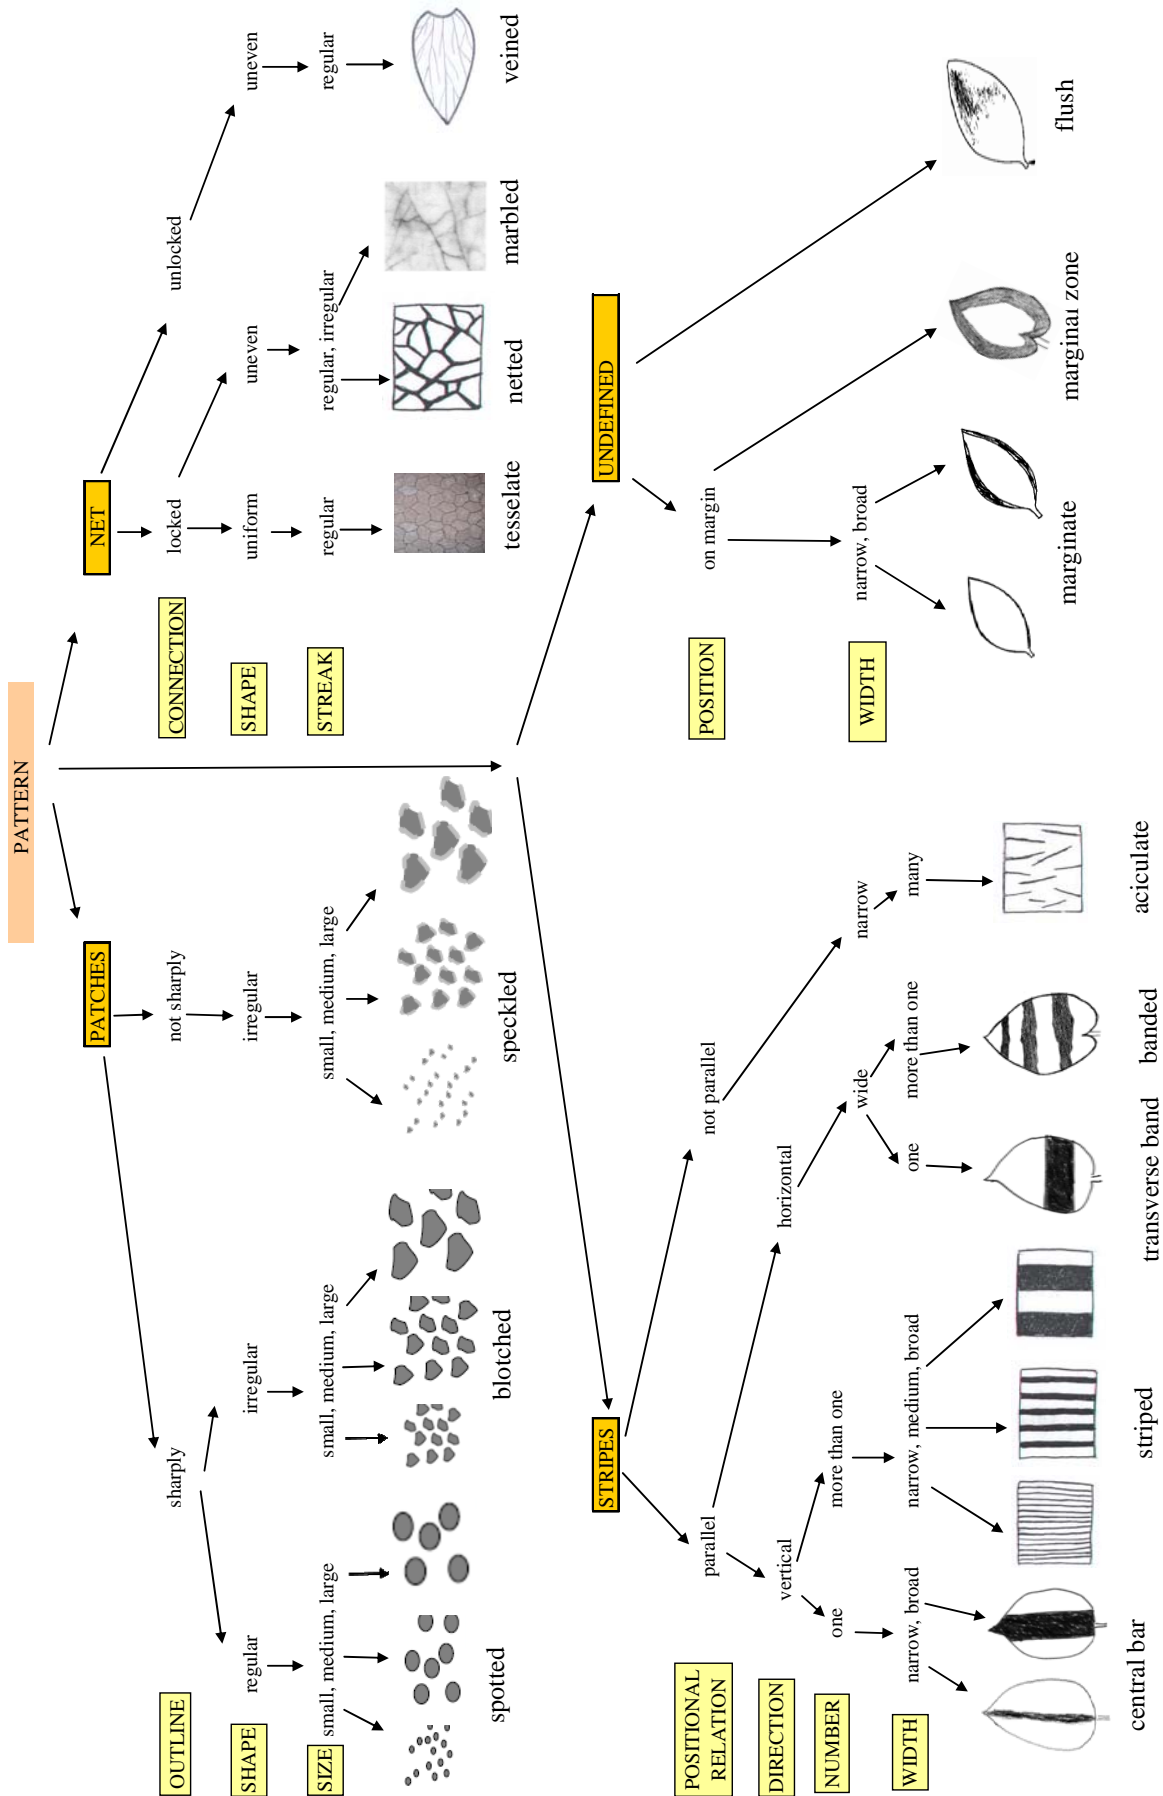 PATTERN
PATCHES
NET
OUTLINE
sharply
not sharply
CONNECTION
locked
unlocked
SHAPE
regular
irregular
irregular
SHAPE
uniform
uneven
uneven
SIZE
small, medium, large
small, medium, large
small, medium, large
STREAK
regular
regular, irregular
regular
spotted
blotched
speckled
tesselate
netted
marbled
veined
STRIPES
UNDEFINED
POSITIONAL
RELATION
parallel
not parallel
POSITION
on margin
DIRECTION
vertical
horizontal
NUMBER
one
more than one
wide
narrow
WIDTH
narrow, broad
WIDTH
narrow, broad
narrow, medium, broad
one
more than one
many
central bar
striped
transverse band
banded
aciculate
marginate
marginal zone
flush